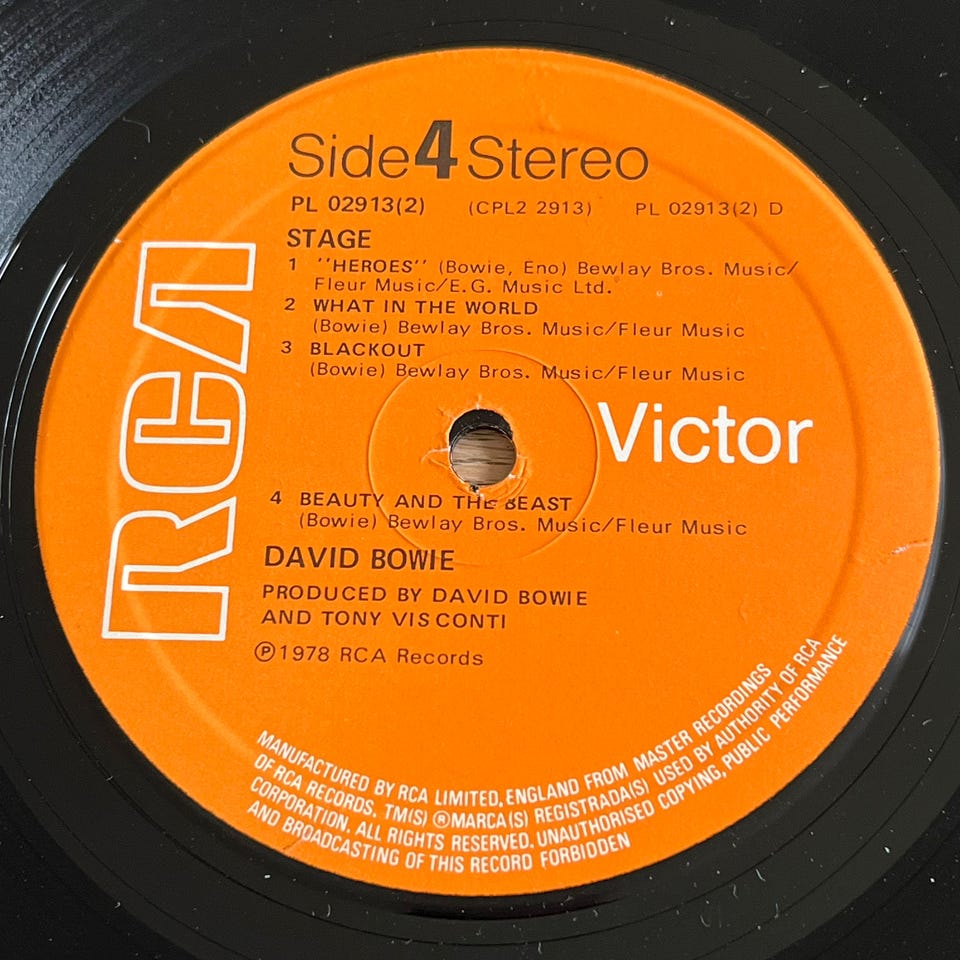 Side 4 Stereo
PL 02913(2) (CPL2 2913) PL 02913(2) D
STAGE
1 "HEROES" (Bowie, Eno) Bewlay Bros. Music/
Fleur Music/E.G. Music Ltd.
2 WHAT IN THE WORLD
(Bowie) Bewlay Bros. Music/Fleur Music
3 BLACKOUT
(Bowie) Bewlay Bros. Music/Fleur Music
RCA
Victor
4 BEAUTY AND THE BEAST
(Bowie) Bewlay Bros. Music/Fleur Music
DAVID BOWIE
PRODUCED BY DAVID BOWIE
AND TONY VISCONTI
℗ 1978 RCA Records
MANUFACTURED BY RCA LIMITED, ENGLAND FROM MASTER RECORDINGS
OF RCA RECORDS. TM(S) ® MARCA(S) REGISTRADA(S) USED BY AUTHORITY OF RCA
CORPORATION. ALL RIGHTS RESERVED. UNAUTHORISED COPYING, PUBLIC PERFORMANCE
AND BROADCASTING OF THIS RECORD FORBIDDEN